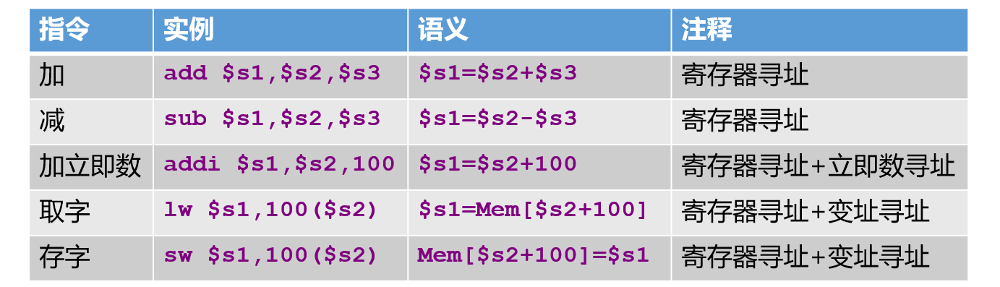 指令 实例 语义 注释
加 add $s1,$s2,$s3 $s1=$s2+$s3 寄存器寻址
减 sub $s1,$s2,$s3 $s1=$s2-$s3 寄存器寻址
加立即数 addi $s1,$s2,100 $s1=$s2+100 寄存器寻址+立即数寻址
取字 lw $s1,100($s2) $s1=Mem[$s2+100] 寄存器寻址+变址寻址
存字 sw $s1,100($s2) Mem[$s2+100]=$s1 寄存器寻址+变址寻址